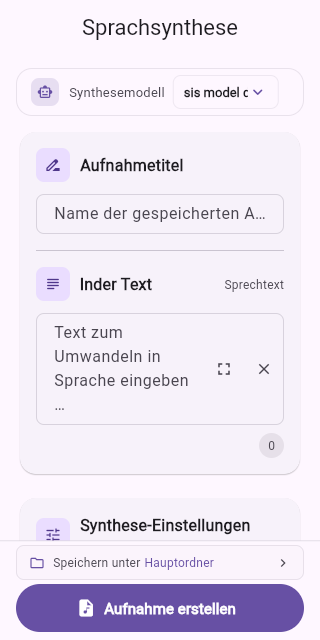 Sprachsynthese
Synthesemodell sis model c
Aufnahmetitel
Name der gespeicherten A...
Inder Text Sprechtext
Text zum
Umwandeln in
Sprache eingeben
...
0
Synthese-Einstellungen
Speichern unter Hauptordner
Aufnahme erstellen